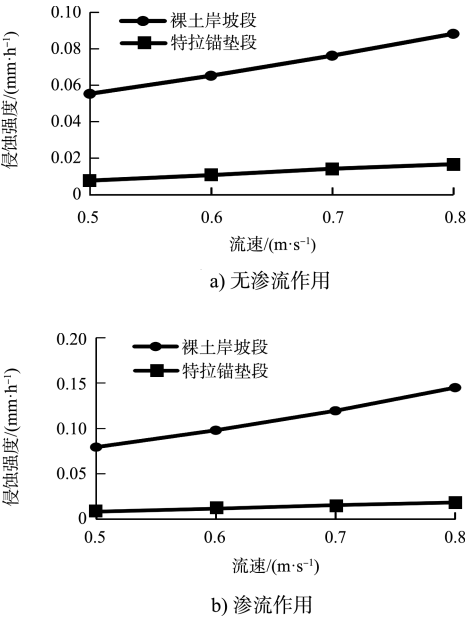 0.10
0.08
0.06
0.04
0.02
0
侵蚀强度/(mm·h⁻¹)
裸土岸坡段
特拉锚垫段
0.5 0.6 0.7 0.8
流速/(m·s⁻¹)
a) 无渗流作用
0.20
0.15
0.10
0.05
0
侵蚀强度/(mm·h⁻¹)
裸土岸坡段
特拉锚垫段
0.5 0.6 0.7 0.8
流速/(m·s⁻¹)
b) 渗流作用